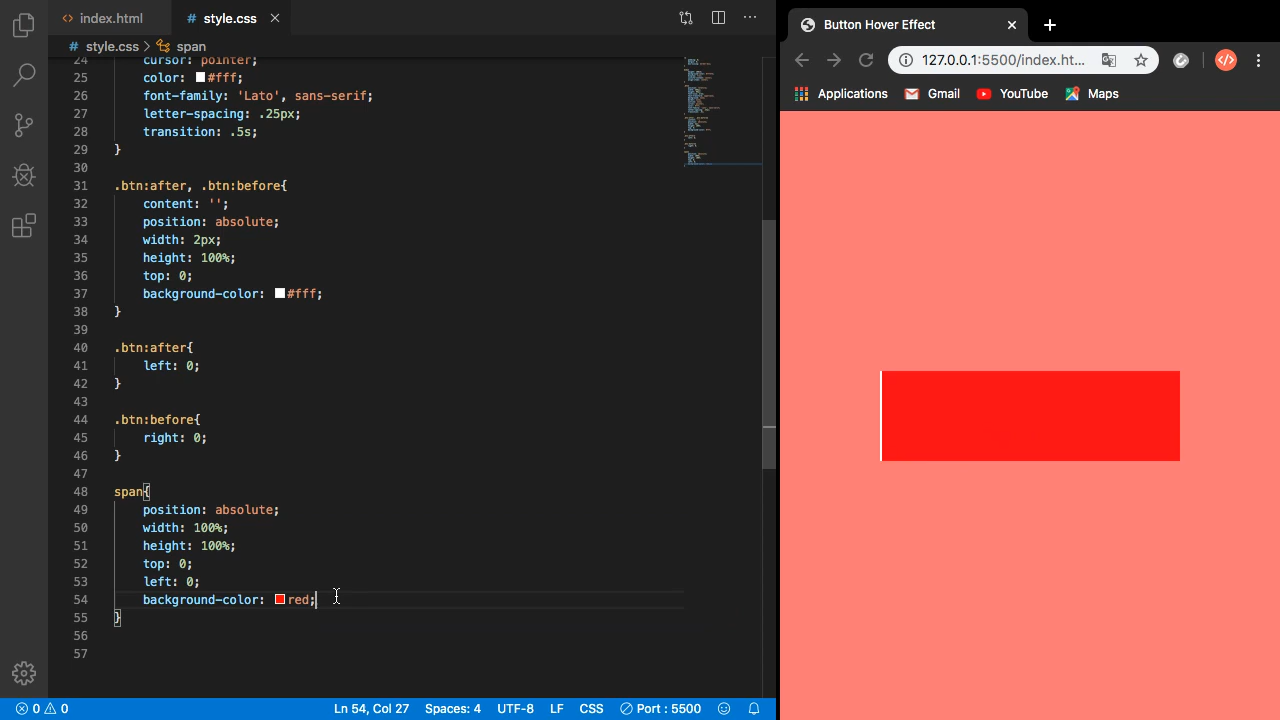 index.html
style.css
Button Hover Effect
127.0.0.1:5500/index.ht...
Applications
Gmail
YouTube
Maps
style.css > span
24 cursor: pointer;
25 color: #fff;
26 font-family: 'Lato', sans-serif;
27 letter-spacing: .25px;
28 transition: .5s;
29 }
30
31 .btn:after, .btn:before{
32 content: '';
33 position: absolute;
34 width: 2px;
35 height: 100%;
36 top: 0;
37 background-color: #fff;
38 }
39
40 .btn:after{
41 left: 0;
42 }
43
44 .btn:before{
45 right: 0;
46 }
47
48 span{
49 position: absolute;
50 width: 100%;
51 height: 100%;
52 top: 0;
53 left: 0;
54 background-color: red;
55 }
56
57
0 0
Ln 54, Col 27
Spaces: 4
UTF-8
LF
CSS
Port : 5500